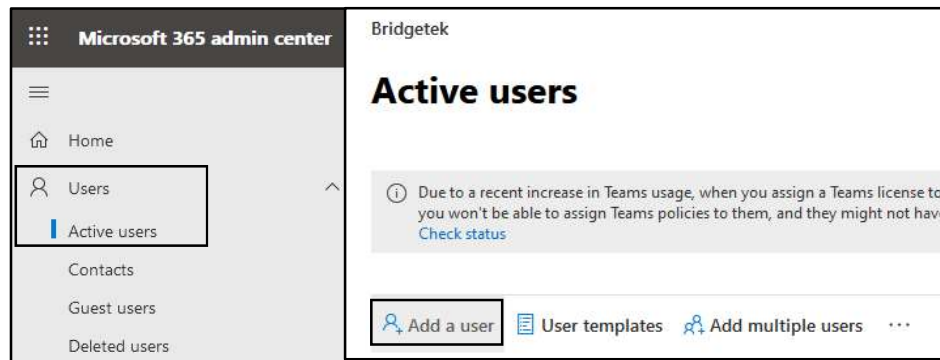 Microsoft 365 admin center
Home
Users
Active users
Contacts
Guest users
Deleted users
Bridgetek
Active users
Due to a recent increase in Teams usage, when you assign a Teams license to
you won't be able to assign Teams policies to them, and they might not hav
Check status
Add a user
User templates
Add multiple users